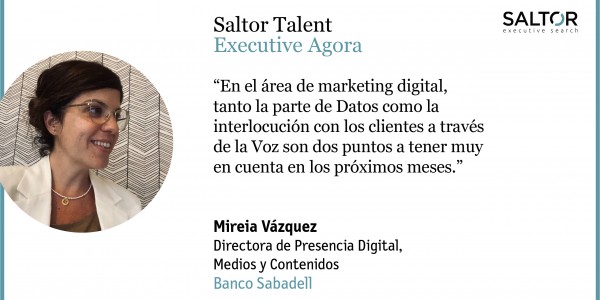 SALTOR
executive search
Saltor Talent
Executive Agora
“En el área de marketing digital,
tanto la parte de Datos como la
interlocución con los clientes a través
de la Voz son dos puntos a tener muy
en cuenta en los próximos meses.”
Mireia Vázquez
Directora de Presencia Digital,
Medios y Contenidos
Banco Sabadell